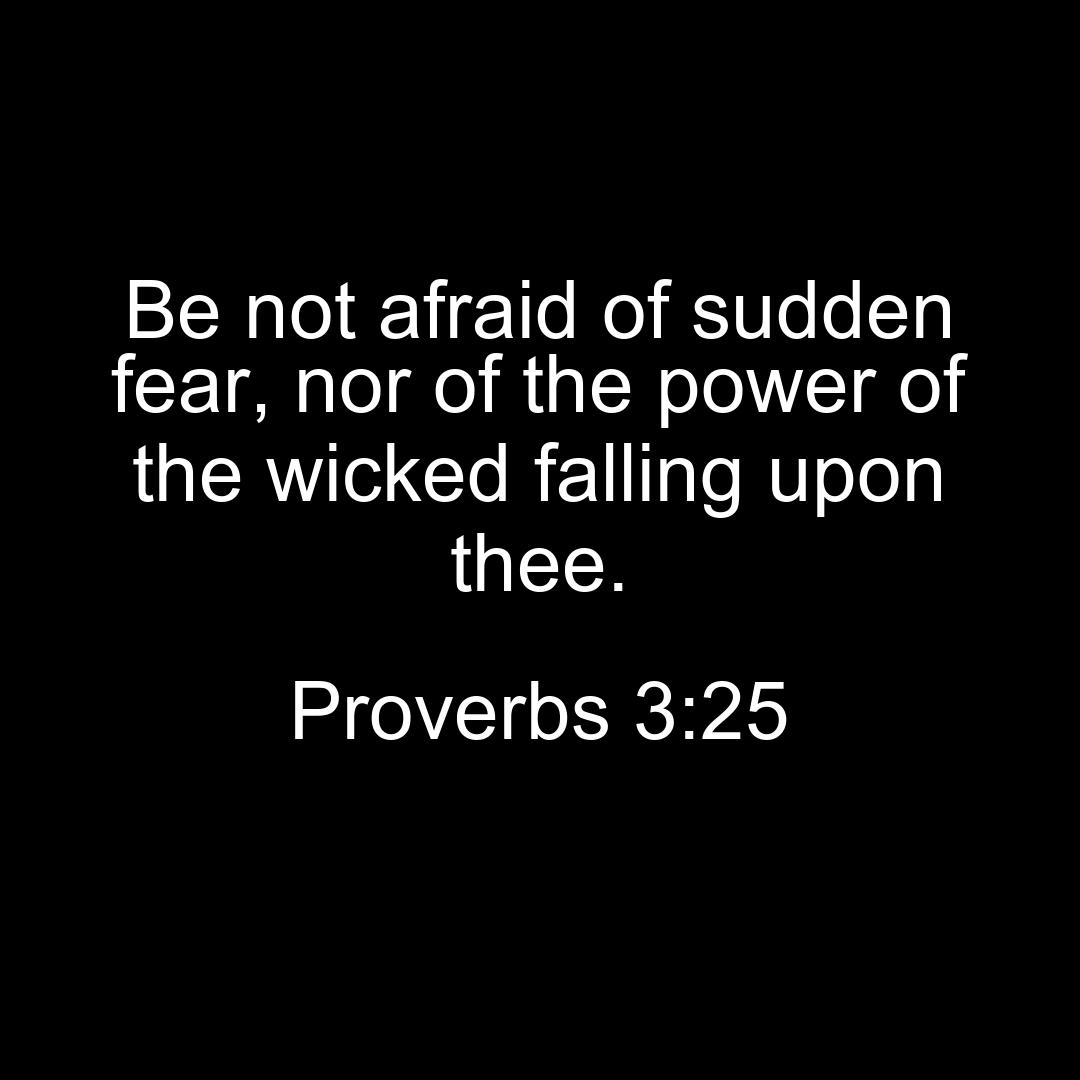 Be not afraid of sudden
fear, nor of the power of
the wicked falling upon
thee.
Proverbs 3:25